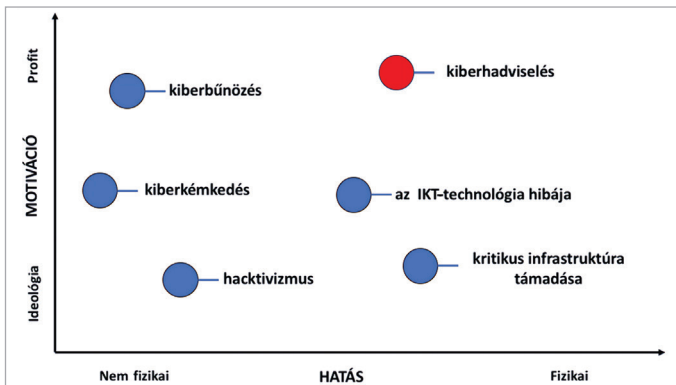 Profit
MOTIVÁCIÓ
Ideológia
kiberbűnözés
kiberhadviselés
kiberkémkedés
az IKT-technológia hibája
hacktivizmus
kritikus infrastruktúra
támadása
Nem fizikai
HATÁS
Fizikai